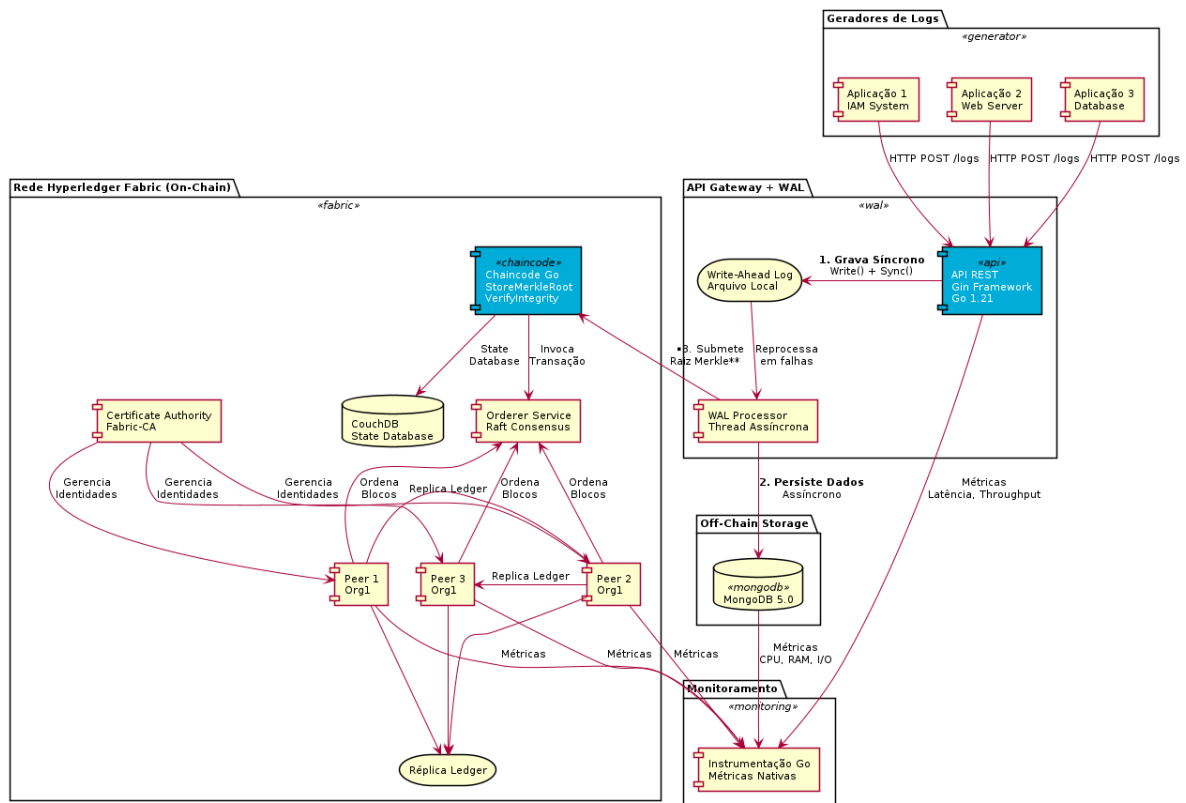 Geradores de Logs
«generator»
Aplicação 1
IAM System
Aplicação 2
Web Server
Aplicação 3
Database
HTTP POST /logs
HTTP POST /logs
HTTP POST /logs
Rede Hyperledger Fabric (On-Chain)
«fabric»
API Gateway + WAL
«wal»
«chaincode»
Chaincode Go
StoreMerkleRoot
VerifyIntegrity
Write-Ahead Log
Arquivo Local
1. Grava Síncrono
Write() + Sync()
«api»
API REST
Gin Framework
Go 1.21
State
Database
Invoca
Transação
▪3. Submete
Raiz Merkle**
Reprocessa
em falhas
Certificate Authority
Fabric-CA
CouchDB
State Database
Orderer Service
Raft Consensus
WAL Processor
Thread Assíncrona
Gerencia
Identidades
Gerencia
Identidades
Gerencia
Identidades
Ordena
Blocos
Replica Ledger
Ordena
Blocos
Ordena
Blocos
2. Persiste Dados
Assíncrono
Métricas
Latência, Throughput
Off-Chain Storage
Peer 1
Org1
Peer 3
Org1
Replica Ledger
Peer 2
Org1
«mongodb»
MongoDB 5.0
Métricas
Métricas
Métricas
Métricas
CPU, RAM, I/O
Monitoramento
«monitoring»
Réplica Ledger
Instrumentação Go
Métricas Nativas